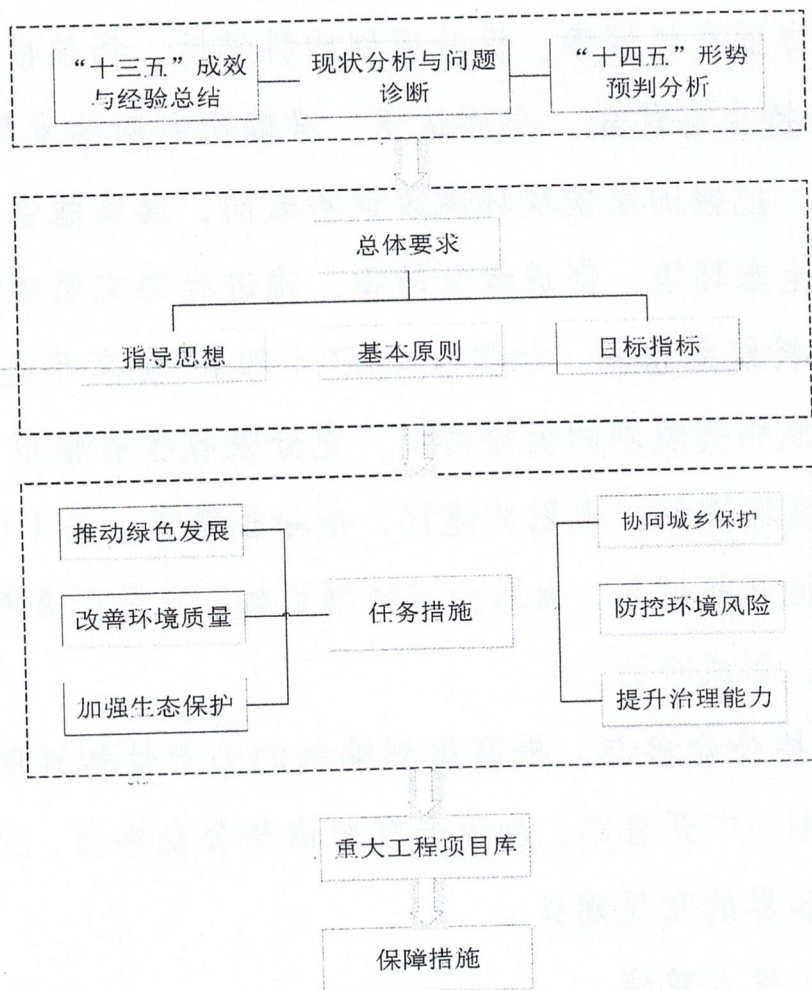 “十三五”成效
与经验总结
现状分析与问题
诊断
“十四五”形势
预判分析
总体要求
指导思想
基本原则
目标指标
推动绿色发展
改善环境质量
加强生态保护
任务措施
协同城乡保护
防控环境风险
提升治理能力
重大工程项目库
保障措施